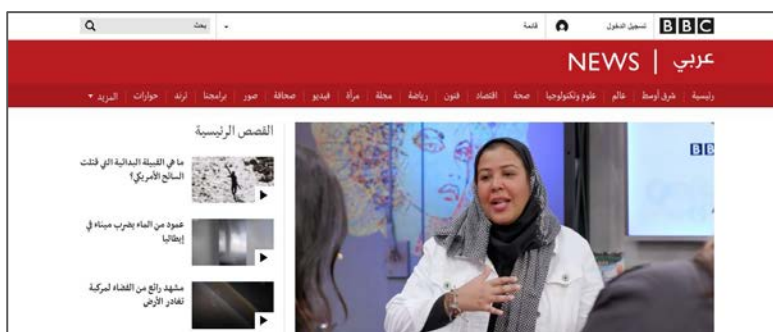 BBC تسجيل الدخول قائمة بحث
عربي | NEWS
رئيسية شرق أوسط عالم علوم وتكنولوجيا صحة اقتصاد فنون رياضة مجلة مرأة فيديو صحافة صور برامجنا ترند حوارات المزيد
القصص الرئيسية
ما هي القبيلة البدائية التي قتلت
السائح الأمريكي؟
عمود من الماء يضرب ميناء في
إيطاليا
مشهد رائع من الفضاء لمركبة
تغادر الأرض